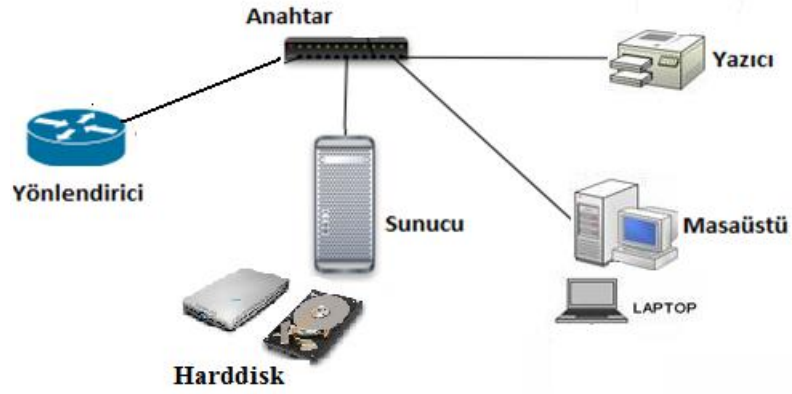 Anahtar
Yazıcı
Yönlendirici
Sunucu
Masaüstü
LAPTOP
Harddisk